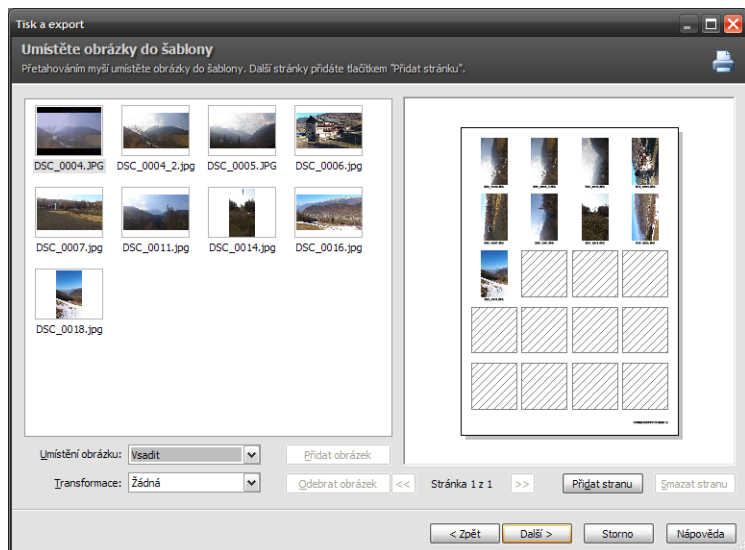 Tisk a export
Umístěte obrázky do šablony
Přetahováním myší umístěte obrázky do šablony. Další stránky přidáte tlačítkem "Přidat stránku".
DSC_0004.JPG
DSC_0004_2.jpg
DSC_0005.JPG
DSC_0006.jpg
DSC_0007.jpg
DSC_0011.jpg
DSC_0014.jpg
DSC_0016.jpg
DSC_0018.jpg
Umístění obrázku: Vsadit
Přidat obrázek
Transformace: Žádná
Odebrat obrázek
<< Stránka 1 z 1 >>
Přidat stranu
Smazat stranu
< Zpět
Další >
Storno
Nápověda